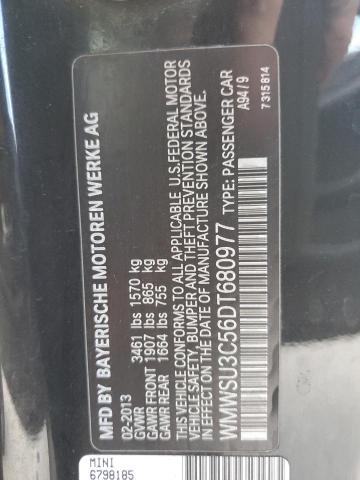 MFD BY BAYERISCHE MOTOREN WERKE AG
02-2013
GVWR 3461 lbs 1570 kg
GAWR FRONT 1907 lbs 865 kg
GAWR REAR 1664 lbs 755 kg
THIS VEHICLE CONFORMS TO ALL APPLICABLE U.S.FEDERAL MOTOR
VEHICLE SAFETY, BUMPER AND THEFT PREVENTION STANDARDS
IN EFFECT ON THE DATE OF MANUFACTURE SHOWN ABOVE.
WMWSU3C56DT680977 TYPE: PASSENGER CAR
A94/9
7315814
MINI
6798185